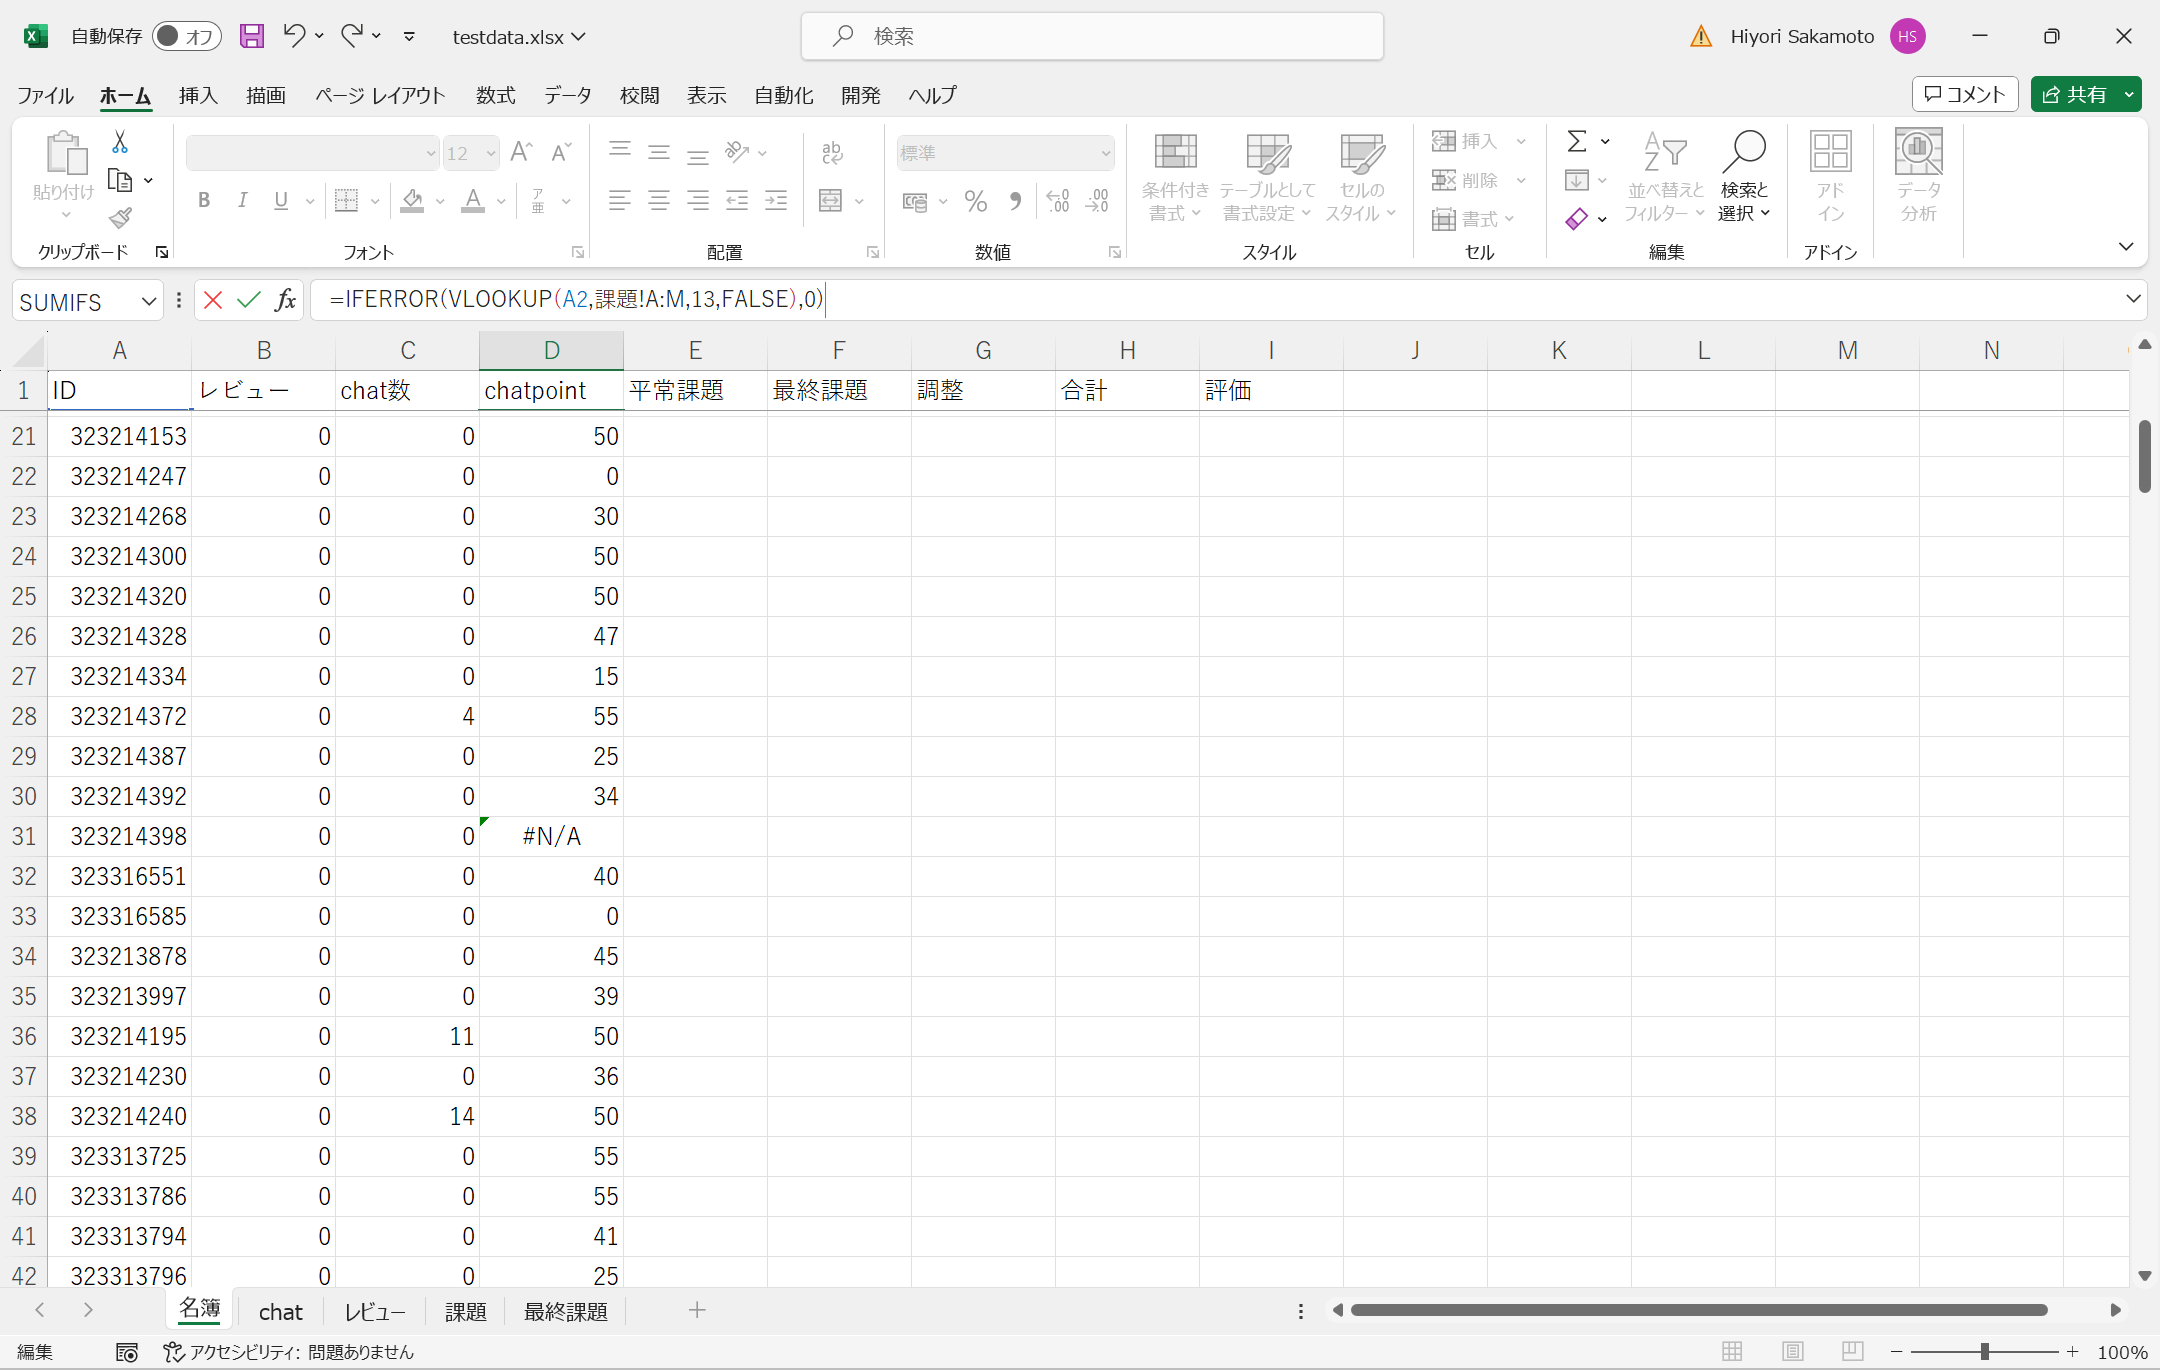 自動保存 オフ testdata.xlsx 検索 Hiyori Sakamoto HS
ファイル ホーム 挿入 描画 ページ レイアウト 数式 データ 校閲 表示 自動化 開発 ヘルプ コメント 共有
貼り付け 12 A A ab 標準 条件付き テーブルとして セルの 挿入 並べ替えと 検索と アド データ
B I U A ア 亜 % 書式 書式設定 スタイル 削除 フィルター 選択 イン 分析
書式
クリップボード フォント 配置 数値 スタイル セル 編集 アドイン
SUMIFS fx =IFERROR(VLOOKUP(A2,課題!A:M,13,FALSE),0)
A B C D E F G H I J K L M N
1 ID レビュー chat数 chatpoint 平常課題 最終課題 調整 合計 評価
21 323214153 0 0 50
22 323214247 0 0 0
23 323214268 0 0 30
24 323214300 0 0 50
25 323214320 0 0 50
26 323214328 0 0 47
27 323214334 0 0 15
28 323214372 0 4 55
29 323214387 0 0 25
30 323214392 0 0 34
31 323214398 0 0 #N/A
32 323316551 0 0 40
33 323316585 0 0 0
34 323213878 0 0 45
35 323213997 0 0 39
36 323214195 0 11 50
37 323214230 0 0 36
38 323214240 0 14 50
39 323313725 0 0 55
40 323313786 0 0 55
41 323313794 0 0 41
42 323313796 0 0 25
名簿 chat レビュー 課題 最終課題
編集 アクセシビリティ: 問題ありません 100%